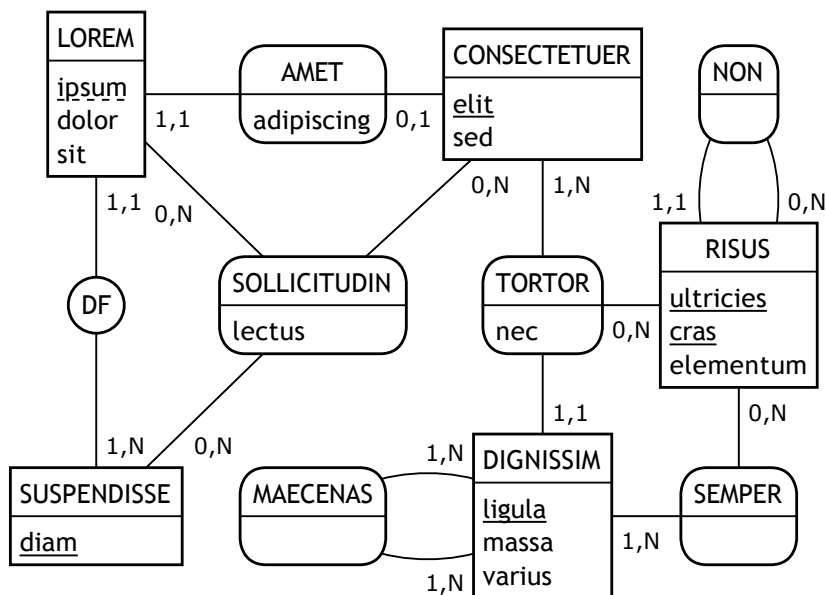 LOREM
ipsum
dolor
sit
1,1
AMET
adipiscing
0,1
CONSECTETUER
elit
sed
NON
1,1
0,N
0,N
1,N
1,1
0,N
DF
SOLLICITUDIN
lectus
TORTOR
nec
0,N
RISUS
ultricies
cras
elementum
1,N
0,N
1,1
0,N
SUSPENDISSE
diam
MAECENAS
1,N
1,N
DIGNISSIM
ligula
massa
varius
1,N
SEMPER